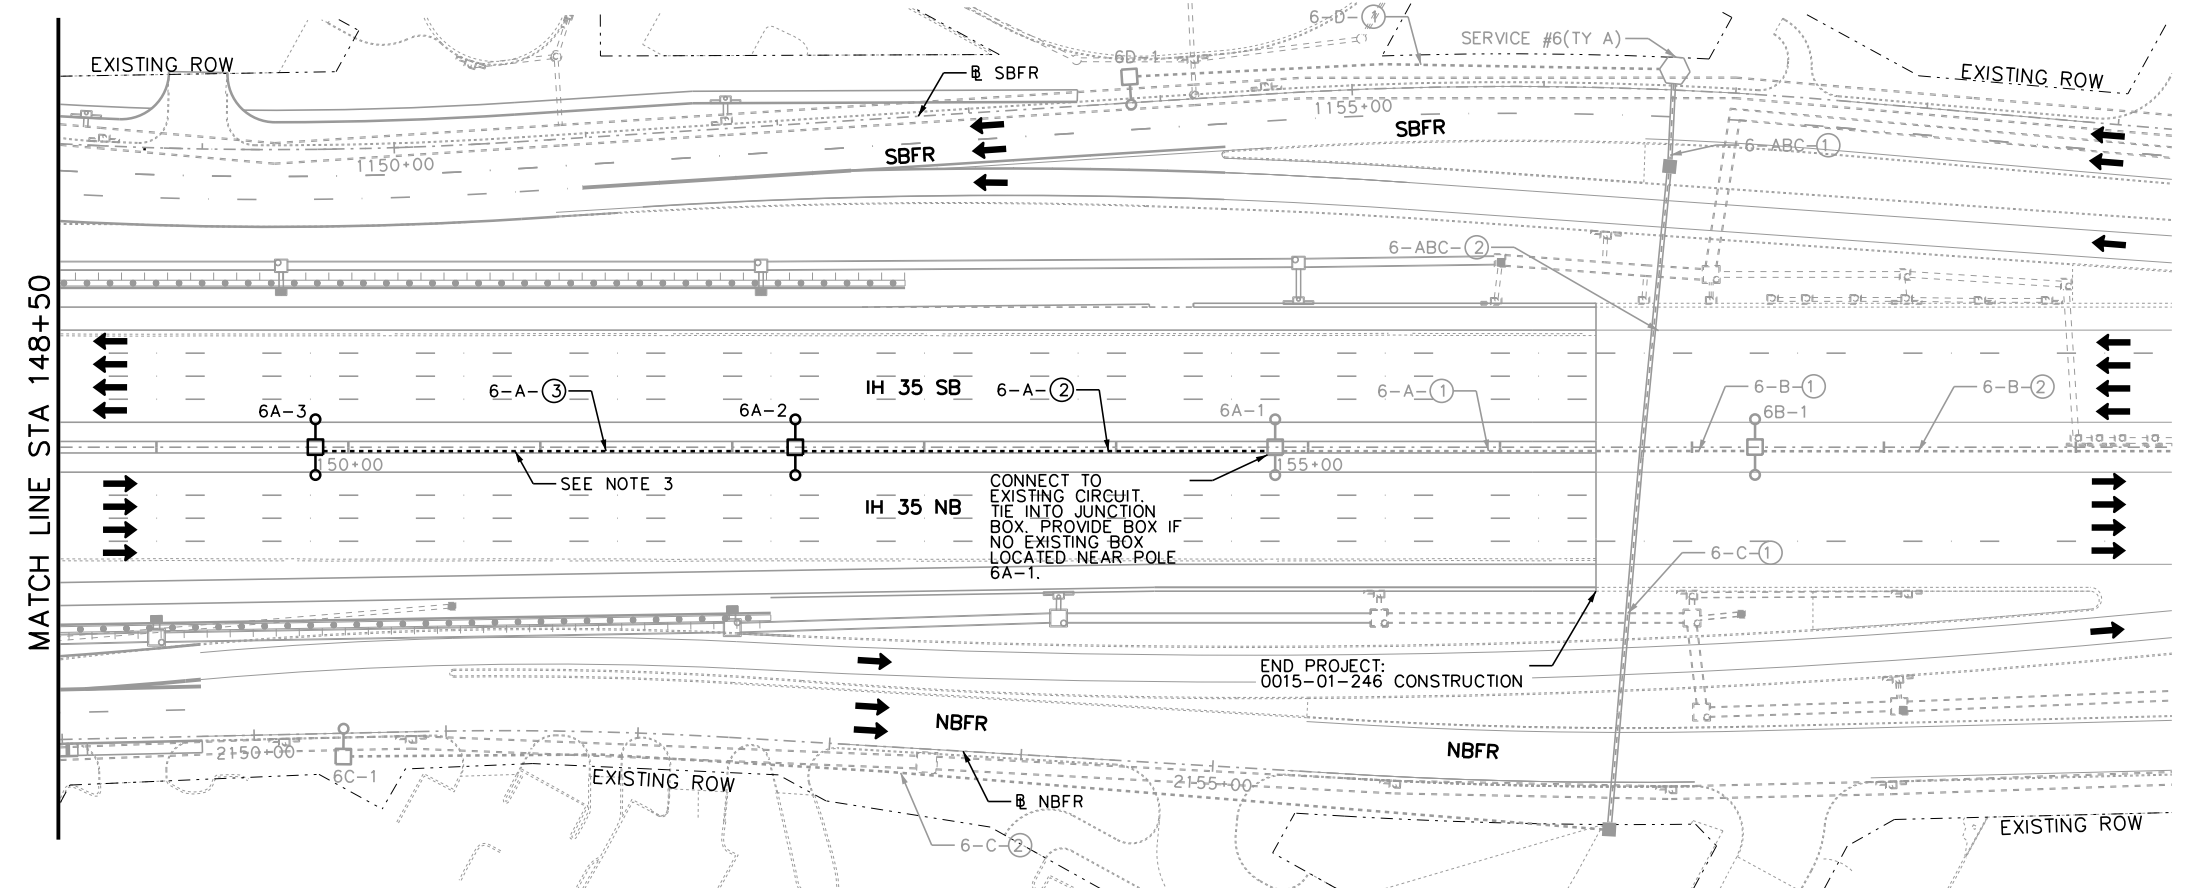 6-D-1
SERVICE #6(TY A)
6D-1
EXISTING ROW
℄ SBFR
EXISTING ROW
1155+00
SBFR
6-ABC-1
1150+00
SBFR
6-ABC-2
MATCH LINE STA 148+50
IH 35 SB
6-A-3
6-A-2
6-A-1
6-B-1
6-B-2
6A-3
6A-2
6A-1
6B-1
150+00
155+00
SEE NOTE 3
CONNECT TO
EXISTING CIRCUIT.
TIE INTO JUNCTION
BOX. PROVIDE BOX IF
NO EXISTING BOX
LOCATED NEAR POLE
6A-1.
IH 35 NB
6-C-1
END PROJECT:
0015-01-246 CONSTRUCTION
NBFR
NBFR
2150+00
6C-1
EXISTING ROW
2155+00
℄ NBFR
6-C-2
EXISTING ROW